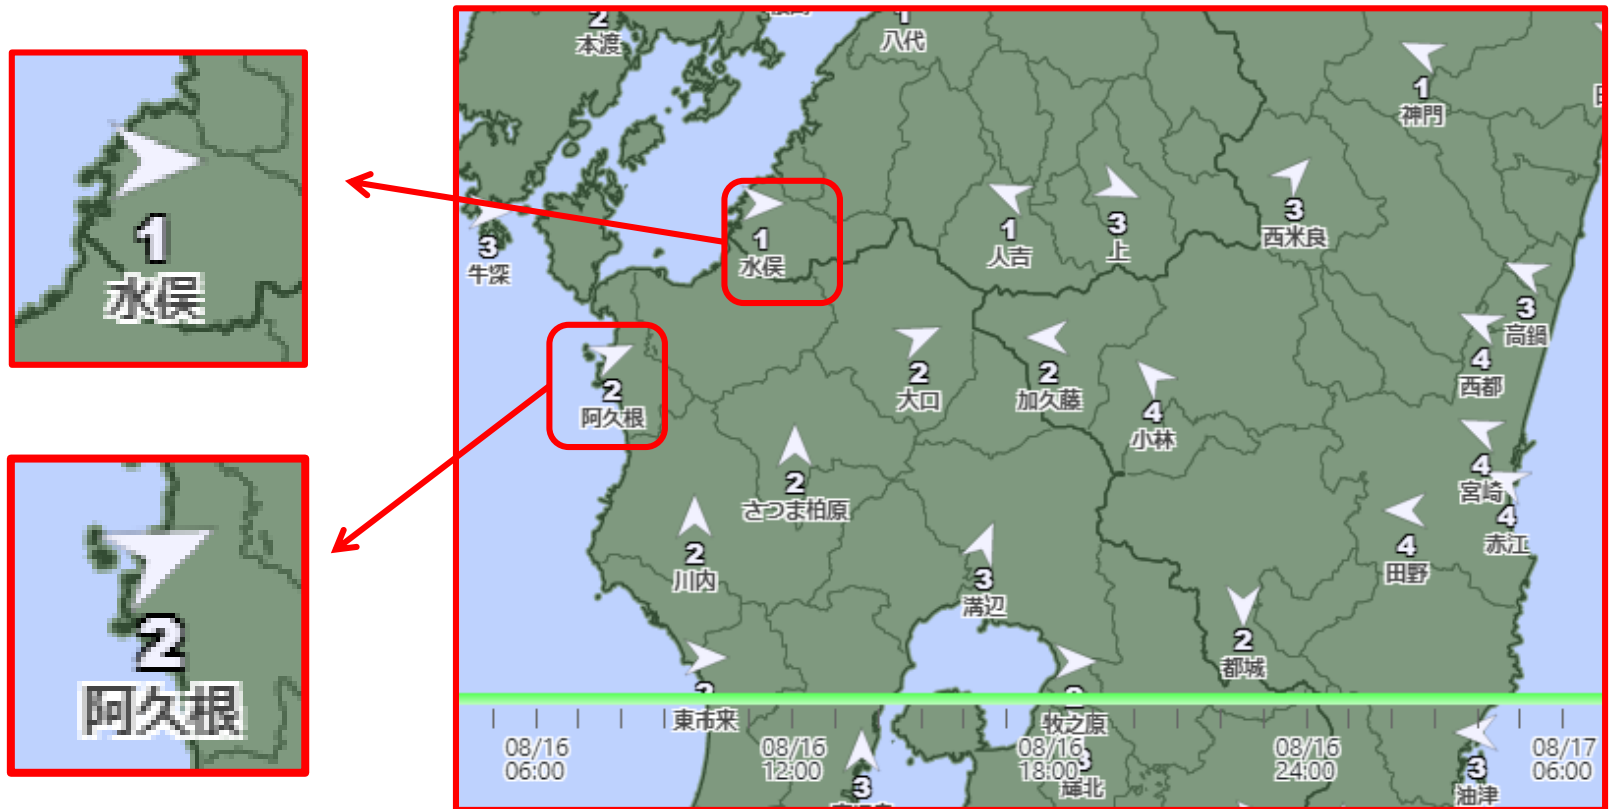 1
水俣
2
阿久根
2
本渡
1
八代
1
神門
3
牛深
1
水俣
1
人吉
3
上
3
西米良
3
高鍋
2
阿久根
2
大口
2
加久藤
4
小林
4
西都
2
さつま柏原
4
宮崎
4
赤江
2
川内
3
溝辺
4
田野
2
都城
東市来
牧之原
08/16
06:00
08/16
12:00
08/16
18:00
08/16
24:00
08/17
06:00
3
3
輝北
3
油津